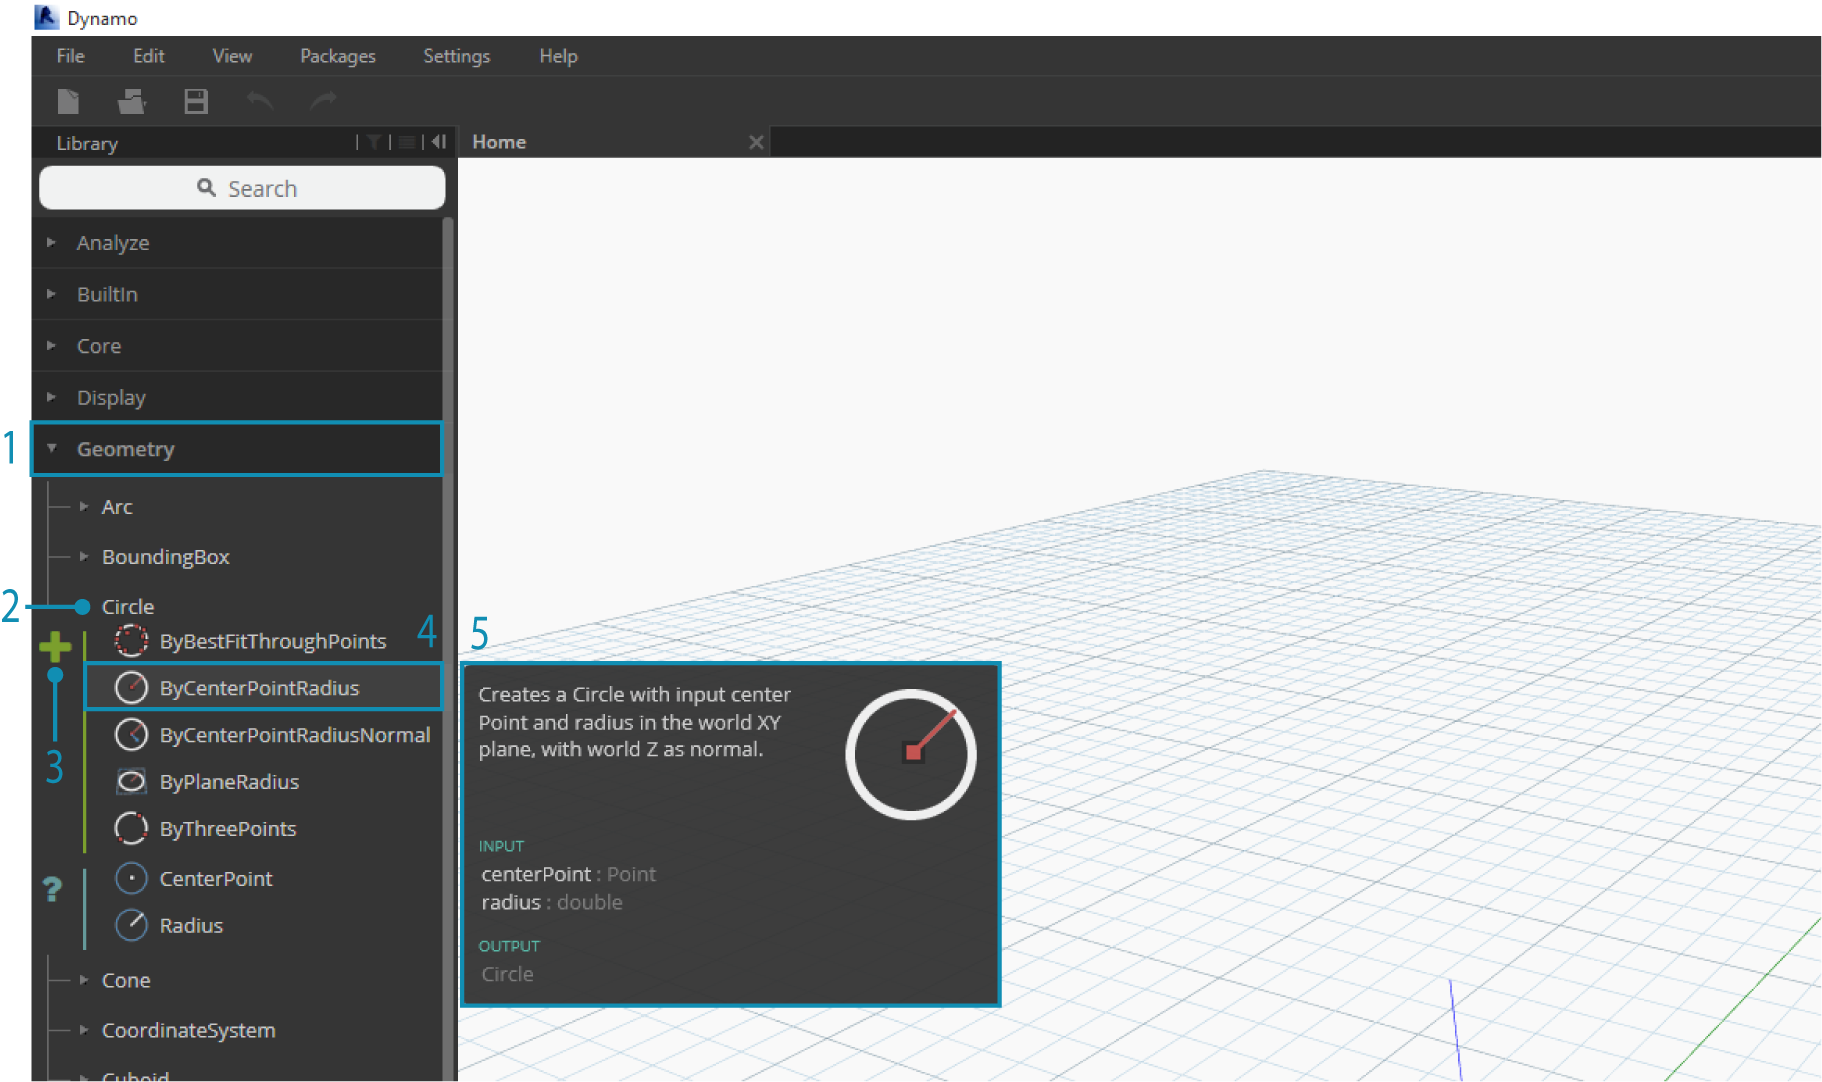 Dynamo
File Edit View Packages Settings Help
Library
Home
Search
Analyze
BuiltIn
Core
Display
1
Geometry
Arc
BoundingBox
2
Circle
ByBestFitThroughPoints
4
5
ByCenterPointRadius
3
ByCenterPointRadiusNormal
ByPlaneRadius
ByThreePoints
?
CenterPoint
Radius
Cone
CoordinateSystem
Cuboid
Creates a Circle with input center
Point and radius in the world XY
plane, with world Z as normal.
INPUT
centerPoint : Point
radius : double
OUTPUT
Circle